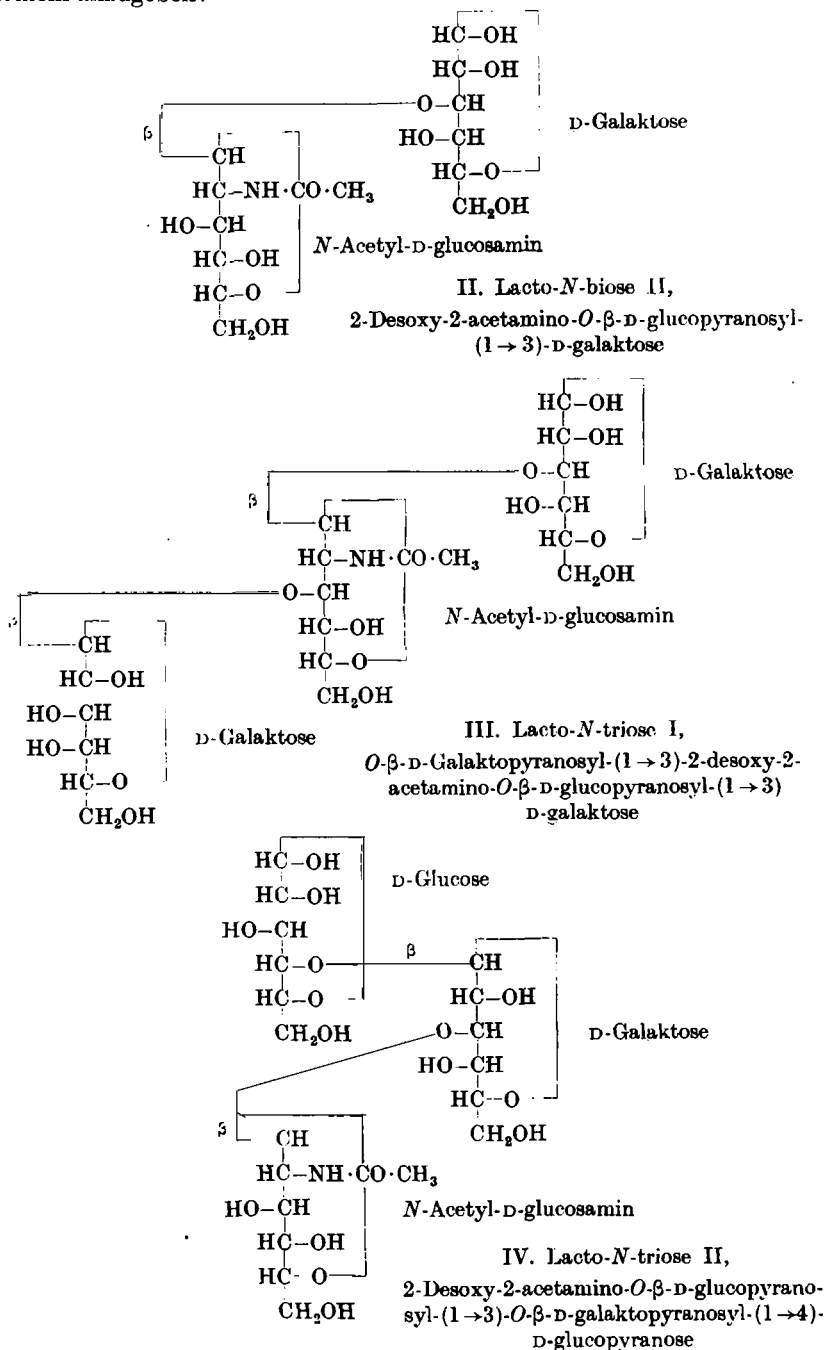 HC–OH
HC–OH
O–CH
D-Galaktose
β
HO–CH
CH
HC–O
HC–NH·CO·CH₃
CH₂OH
HO–CH
N-Acetyl-D-glucosamin
HC–OH
HC–O
II. Lacto-N-biose II,
CH₂OH
2-Desoxy-2-acetamino-O-β-D-glucopyranosyl-
(1 → 3)-D-galaktose
HC–OH
HC–OH
O–CH
D-Galaktose
β
HO–CH
CH
HC–O
HC–NH·CO·CH₃
CH₂OH
O–CH
N-Acetyl-D-glucosamin
β
HC–OH
CH
HC–O
HC–OH
CH₂OH
HO–CH
III. Lacto-N-triose I,
HO–CH
D-Galaktose
O-β-D-Galaktopyranosyl-(1 → 3)-2-desoxy-2-
HC–O
acetamino-O-β-D-glucopyranosyl-(1 → 3)
CH₂OH
D-galaktose
HC–OH
D-Glucose
HC–OH
HO–CH
β
HC–O
CH
HC–O
HC–OH
CH₂OH
O–CH
D-Galaktose
HO–CH
HC–O
β
CH
CH₂OH
HC–NH·CO·CH₃
HO–CH
N-Acetyl-D-glucosamin
HC–OH
IV. Lacto-N-triose II,
HC–O
2-Desoxy-2-acetamino-O-β-D-glucopyrano-
CH₂OH
syl-(1→3)-O-β-D-galaktopyranosyl-(1→4)-
D-glucopyranose